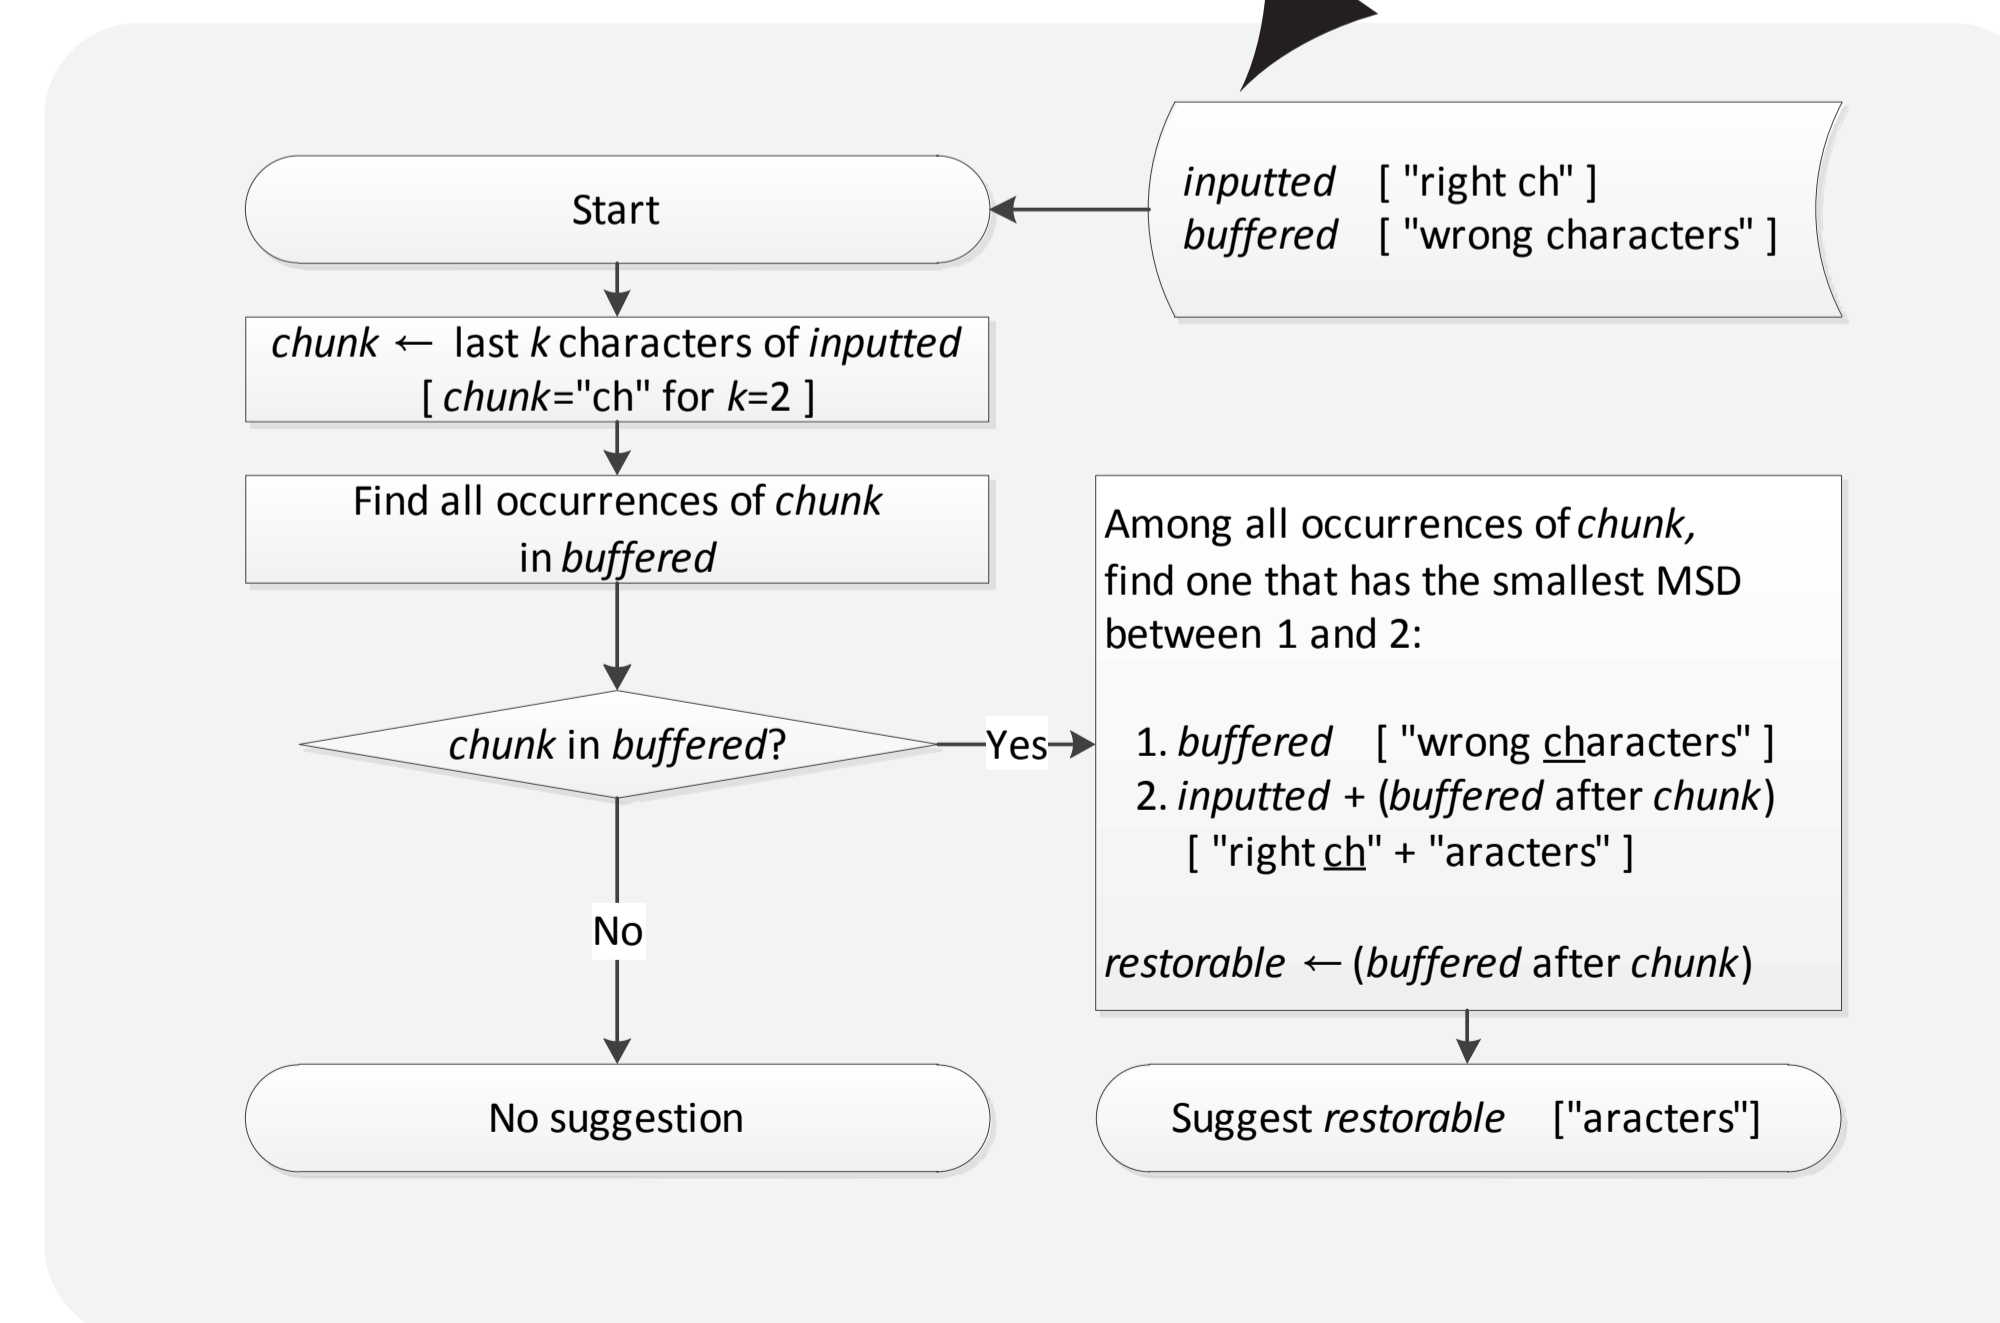 Start
inputted [ "right ch" ]
buffered [ "wrong characters" ]
chunk ← last k characters of inputted
[ chunk="ch" for k=2 ]
Find all occurrences of chunk
in buffered
chunk in buffered?
Yes
No
Among all occurrences of chunk,
find one that has the smallest MSD
between 1 and 2:
1. buffered [ "wrong characters" ]
2. inputted + (buffered after chunk)
[ "right ch" + "aracters" ]
restorable ← (buffered after chunk)
No suggestion
Suggest restorable ["aracters"]